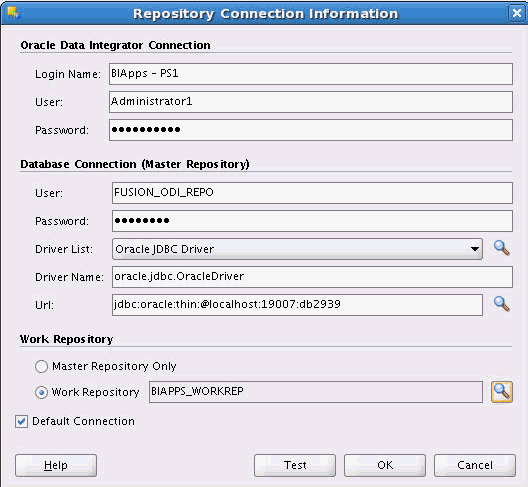 Repository Connection Information
Oracle Data Integrator Connection
Login Name: BIApps - PS1
User: Administrator1
Password: ●●●●●●●●●●
Database Connection (Master Repository)
User: FUSION_ODI_REPO
Password: ●●●●●●●●
Driver List: Oracle JDBC Driver
Driver Name: oracle.jdbc.OracleDriver
Url: jdbc:oracle:thin:@localhost:19007:db2939
Work Repository
Master Repository Only
Work Repository BIAPPS_WORKREP
Default Connection
Help Test OK Cancel